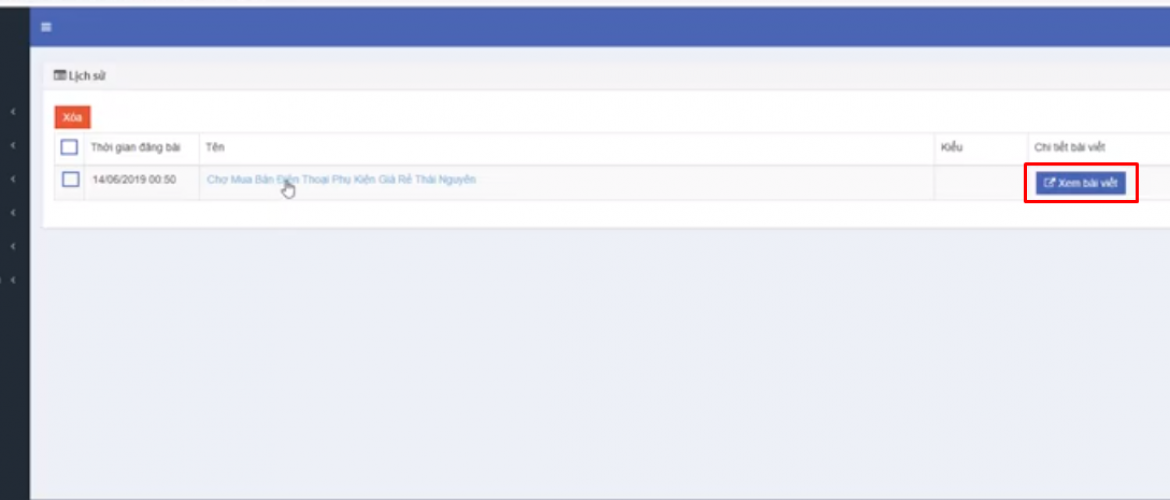 Lịch sử
Xóa
Thời gian đăng bài Tên Kiểu Chi tiết bài viết
14/06/2019 00:50 Chợ Mua Bán Điện Thoại Phụ Kiện Giá Rẻ Thái Nguyên Xem bài viết